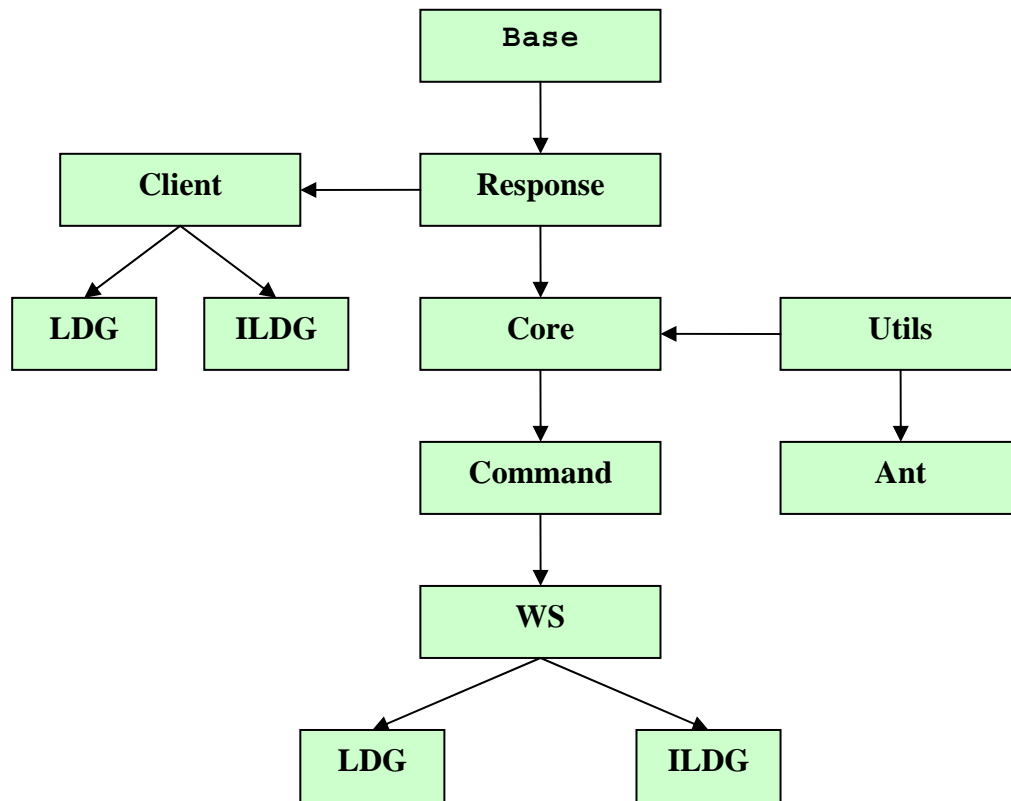 Base
Client
Response
LDG
ILDG
Core
Utils
Command
Ant
WS
LDG
ILDG